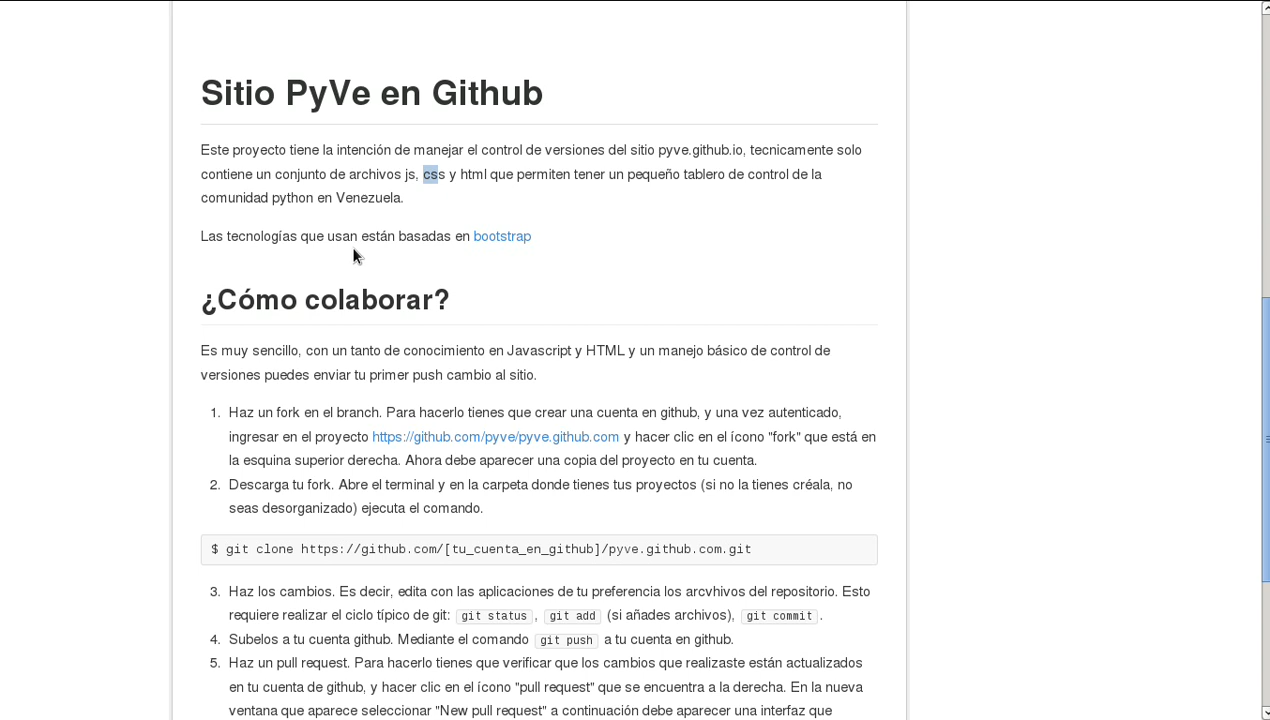 Sitio PyVe en Github
Este proyecto tiene la intención de manejar el control de versiones del sitio pyve.github.io, tecnicamente solo
contiene un conjunto de archivos js, css y html que permiten tener un pequeño tablero de control de la
comunidad python en Venezuela.
Las tecnologías que usan están basadas en bootstrap
¿Cómo colaborar?
Es muy sencillo, con un tanto de conocimiento en Javascript y HTML y un manejo básico de control de
versiones puedes enviar tu primer push cambio al sitio.
1. Haz un fork en el branch. Para hacerlo tienes que crear una cuenta en github, y una vez autenticado,
ingresar en el proyecto https://github.com/pyve/pyve.github.com y hacer clic en el ícono "fork" que está en
la esquina superior derecha. Ahora debe aparecer una copia del proyecto en tu cuenta.
2. Descarga tu fork. Abre el terminal y en la carpeta donde tienes tus proyectos (si no la tienes créala, no
seas desorganizado) ejecuta el comando.
$ git clone https://github.com/[tu_cuenta_en_github]/pyve.github.com.git
3. Haz los cambios. Es decir, edita con las aplicaciones de tu preferencia los arcvhivos del repositorio. Esto
requiere realizar el ciclo típico de git: git status, git add (si añades archivos), git commit.
4. Subelos a tu cuenta github. Mediante el comando git push a tu cuenta en github.
5. Haz un pull request. Para hacerlo tienes que verificar que los cambios que realizaste están actualizados
en tu cuenta de github, y hacer clic en el ícono "pull request" que se encuentra a la derecha. En la nueva
ventana que aparece seleccionar "New pull request" a continuación debe aparecer una interfaz que